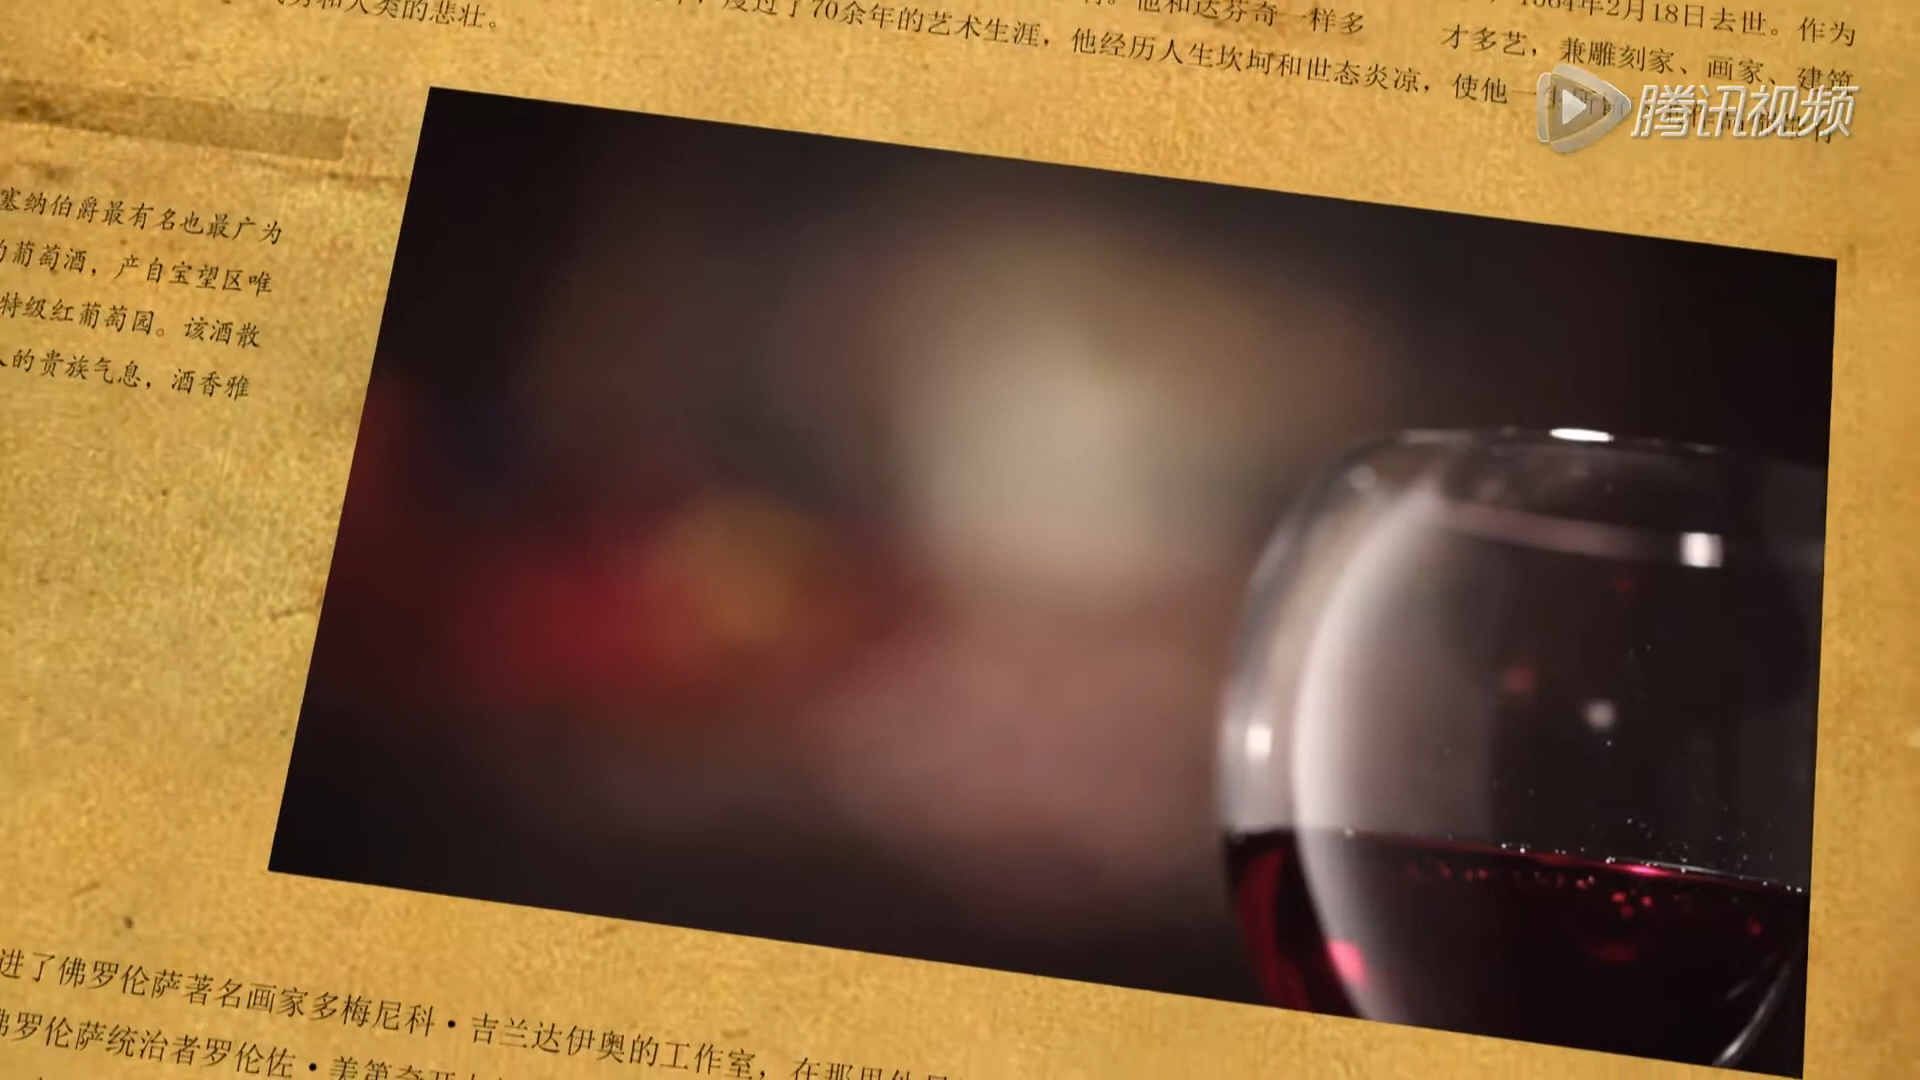 人类的悲壮。
度过了70余年的艺术生涯，他经历人生坎坷和世态炎凉，使他一
他和达芬奇一样多
1564年2月18日去世。作为
才多艺，兼雕刻家、画家、建筑
腾讯视频
塞纳伯爵最有名也最广为
葡萄酒，产自宝望区唯
特级红葡萄园。该酒散
的贵族气息，酒香雅
进了佛罗伦萨著名画家多梅尼科·吉兰达伊奥的工作室，在那里他
佛罗伦萨统治者罗伦佐·美第奇开